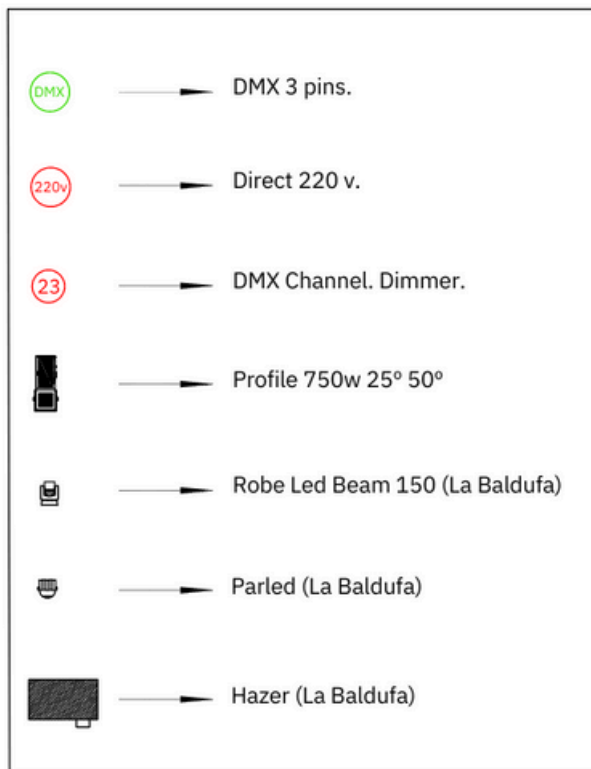 DMX DMX 3 pins.
220v Direct 220 v.
23 DMX Channel. Dimmer.
Profile 750w 25º 50º
Robe Led Beam 150 (La Baldufa)
Parled (La Baldufa)
Hazer (La Baldufa)